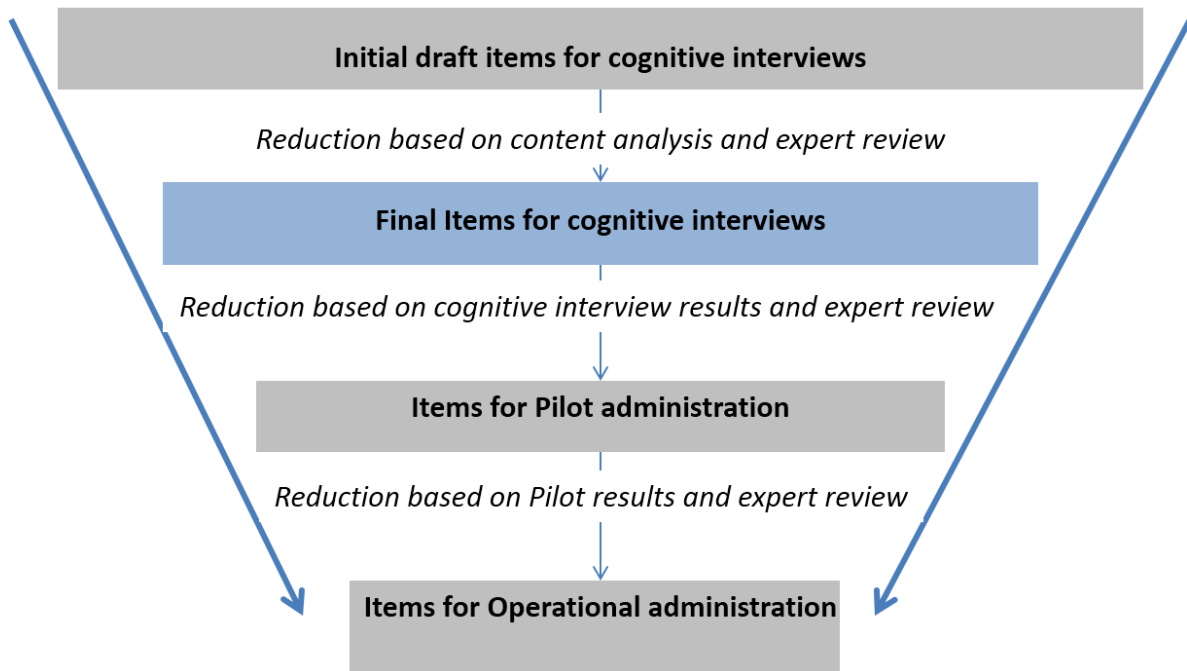 Initial draft items for cognitive interviews
Reduction based on content analysis and expert review
Final Items for cognitive interviews
Reduction based on cognitive interview results and expert review
Items for Pilot administration
Reduction based on Pilot results and expert review
Items for Operational administration